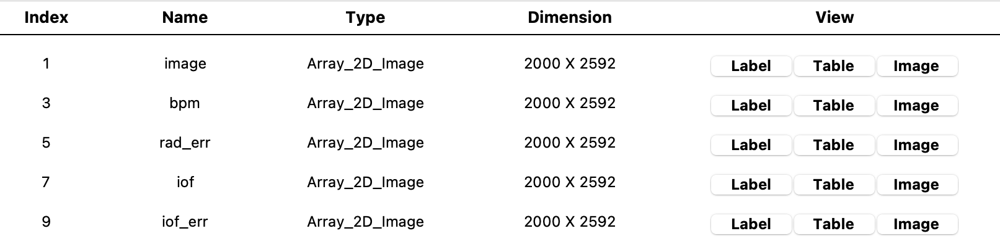 Index Name Type Dimension View
1 image Array_2D_Image 2000 X 2592 Label Table Image
3 bpm Array_2D_Image 2000 X 2592 Label Table Image
5 rad_err Array_2D_Image 2000 X 2592 Label Table Image
7 iof Array_2D_Image 2000 X 2592 Label Table Image
9 iof_err Array_2D_Image 2000 X 2592 Label Table Image